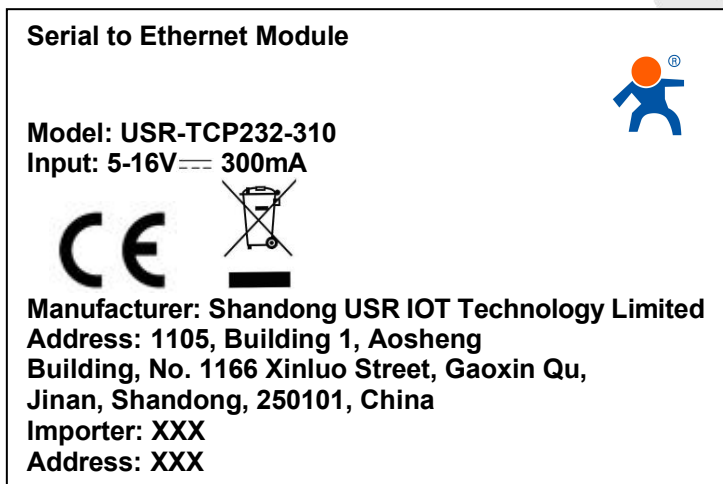 Serial to Ethernet Module
®
Model: USR-TCP232-310
Input: 5-16V⎓ 300mA
CE
Manufacturer: Shandong USR IOT Technology Limited
Address: 1105, Building 1, Aosheng
Building, No. 1166 Xinluo Street, Gaoxin Qu,
Jinan, Shandong, 250101, China
Importer: XXX
Address: XXX